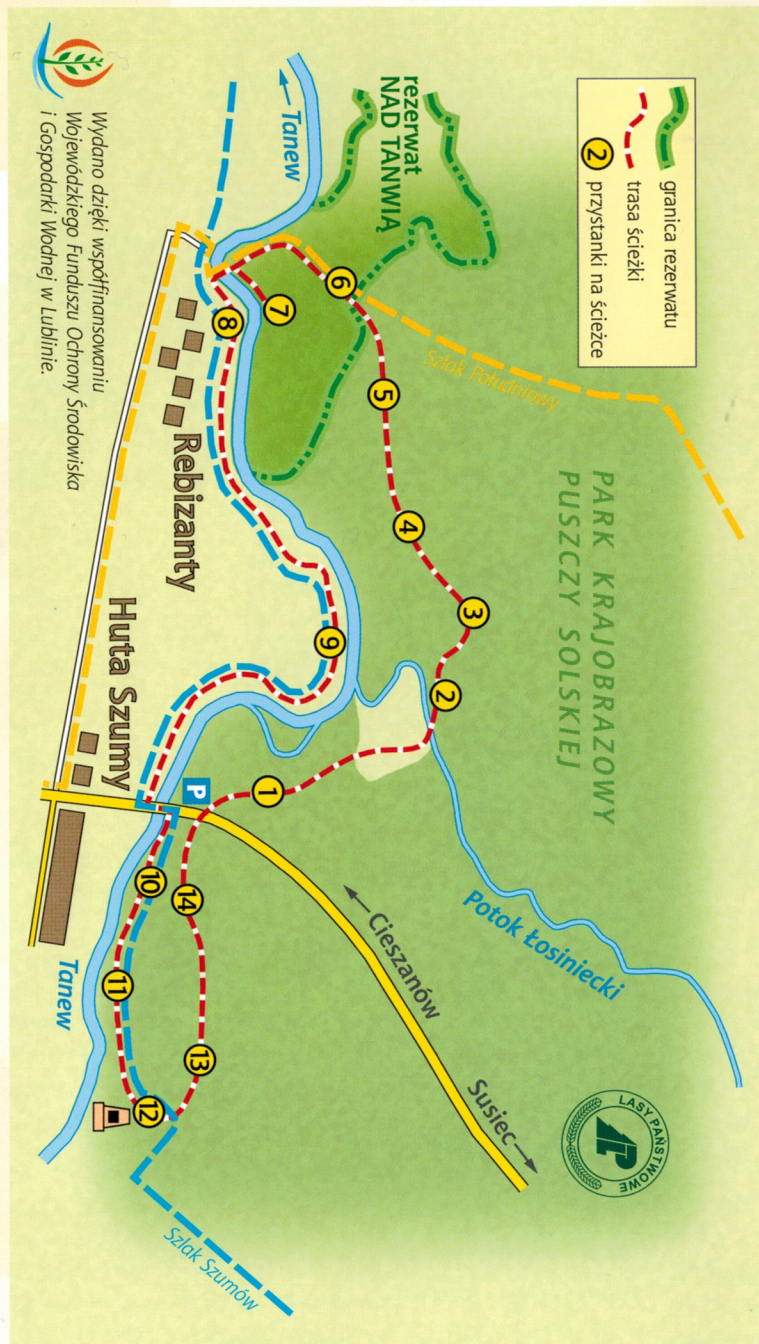 granica rezerwatu
trasa ścieżki
2 przystanki na ścieżce
rezerwat
NAD TANWIĄ
← Tanew
PARK KRAJOBRAZOWY
PUSZCZY SOLSKIEJ
Szlak Południowy
Potok Łosiniecki
← Cieszanów
Susiec →
LASY PAŃSTWOWE
Rebizanty
Huta Szumy
P
Tanew
Szlak Szumów
1
2
3
4
5
6
7
8
9
10
11
12
13
14
Wydano dzięki współfinansowaniu
Wojewódzkiego Funduszu Ochrony Środowiska
i Gospodarki Wodnej w Lublinie.